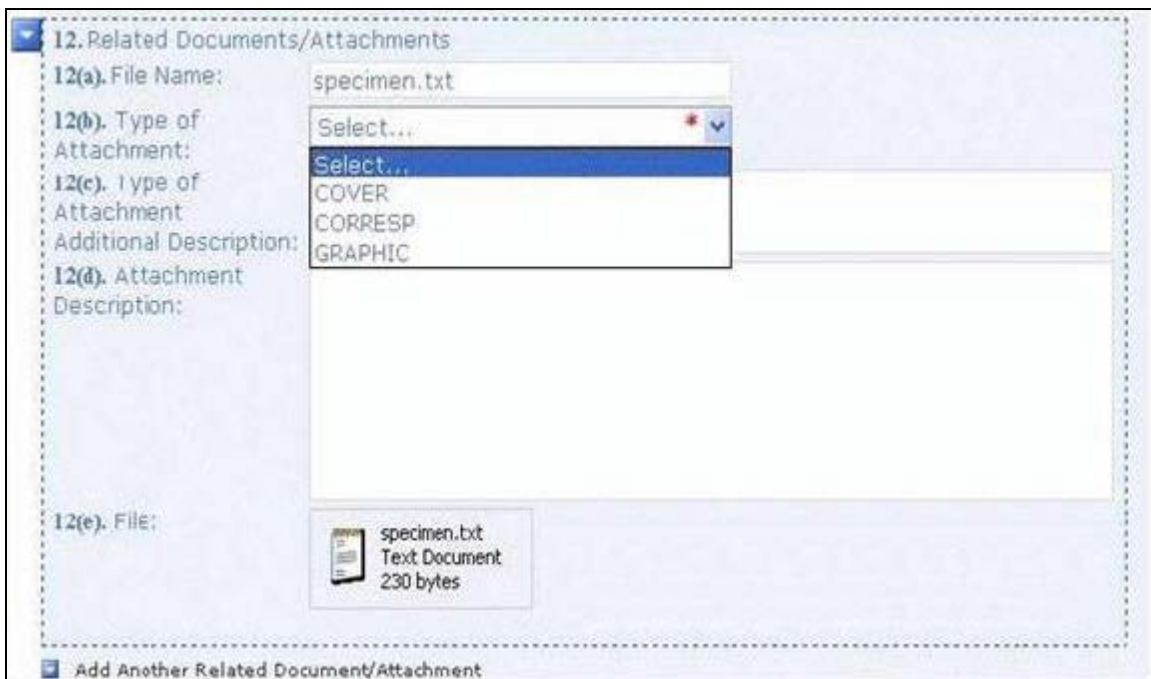 12. Related Documents/Attachments
12(a). File Name:
specimen.txt
12(b). Type of
Attachment:
Select...
*
Select...
COVER
CORRESP
GRAPHIC
12(c). Type of
Attachment
Additional Description:
12(d). Attachment
Description:
12(e). File:
specimen.txt
Text Document
230 bytes
Add Another Related Document/Attachment